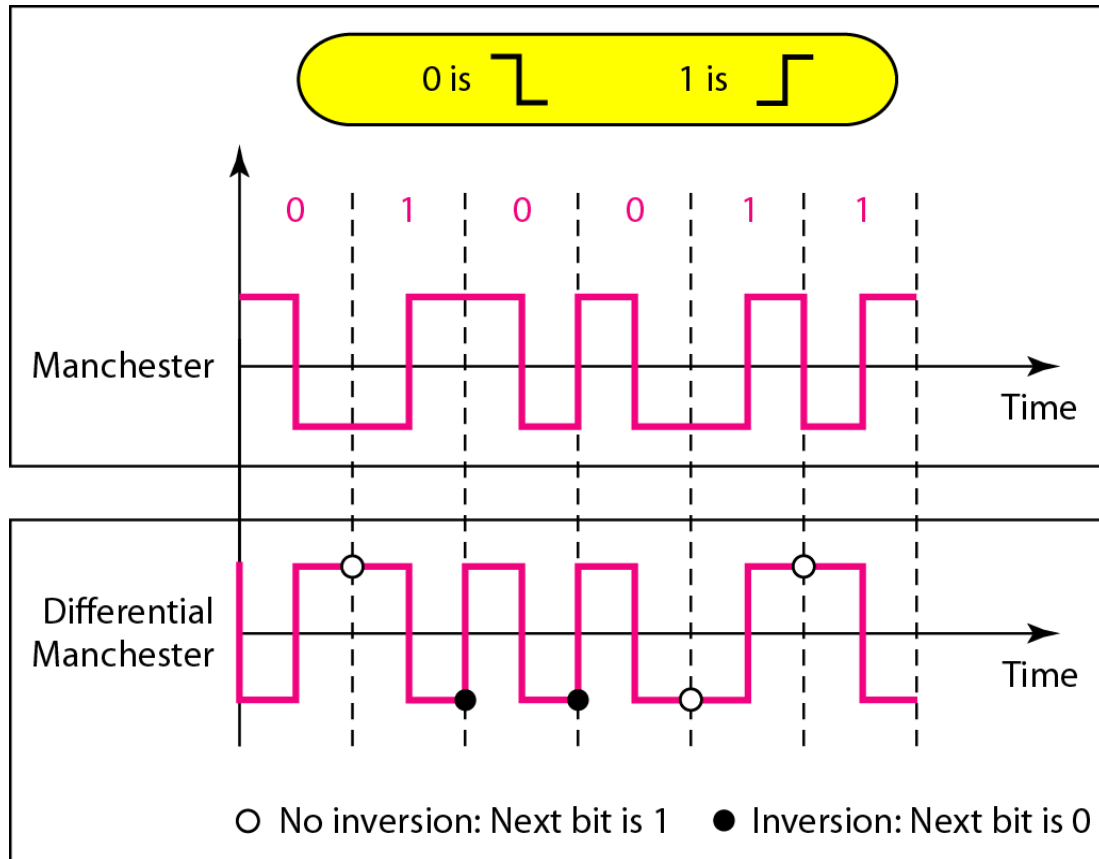 0 is 1 is
0 1 0 0 1 1
Manchester
Time
Differential
Manchester
Time
No inversion: Next bit is 1 Inversion: Next bit is 0